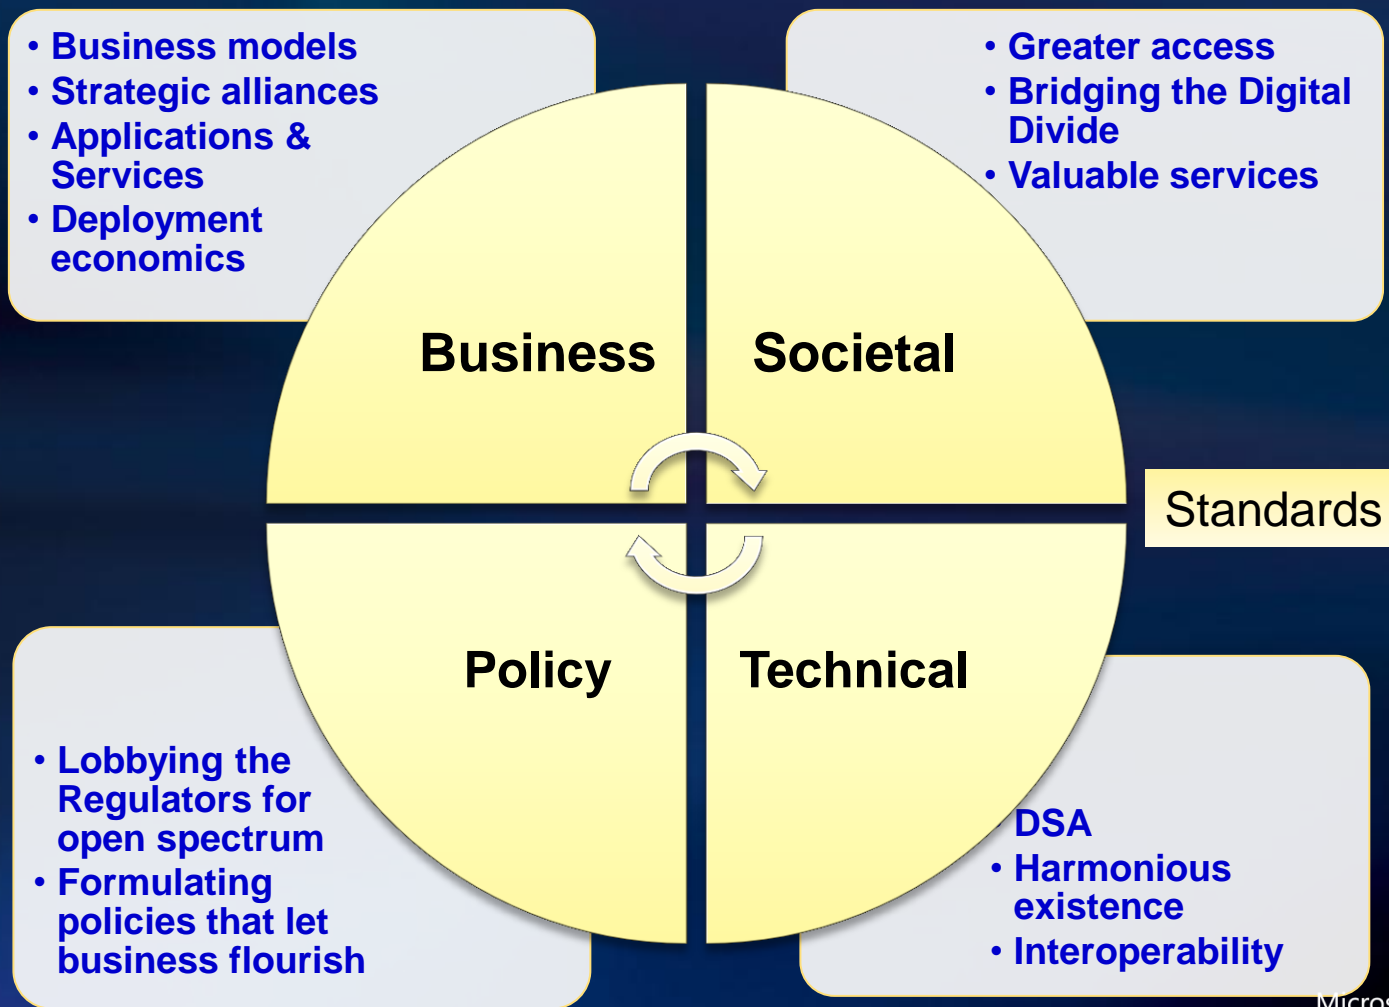 • Business models
• Strategic alliances
• Applications &
Services
• Deployment
economics
• Greater access
• Bridging the Digital
Divide
• Valuable services
Business
Societal
Standards
Policy
Technical
• Lobbying the
Regulators for
open spectrum
• Formulating
policies that let
business flourish
• DSA
• Harmonious
existence
• Interoperability
Micros